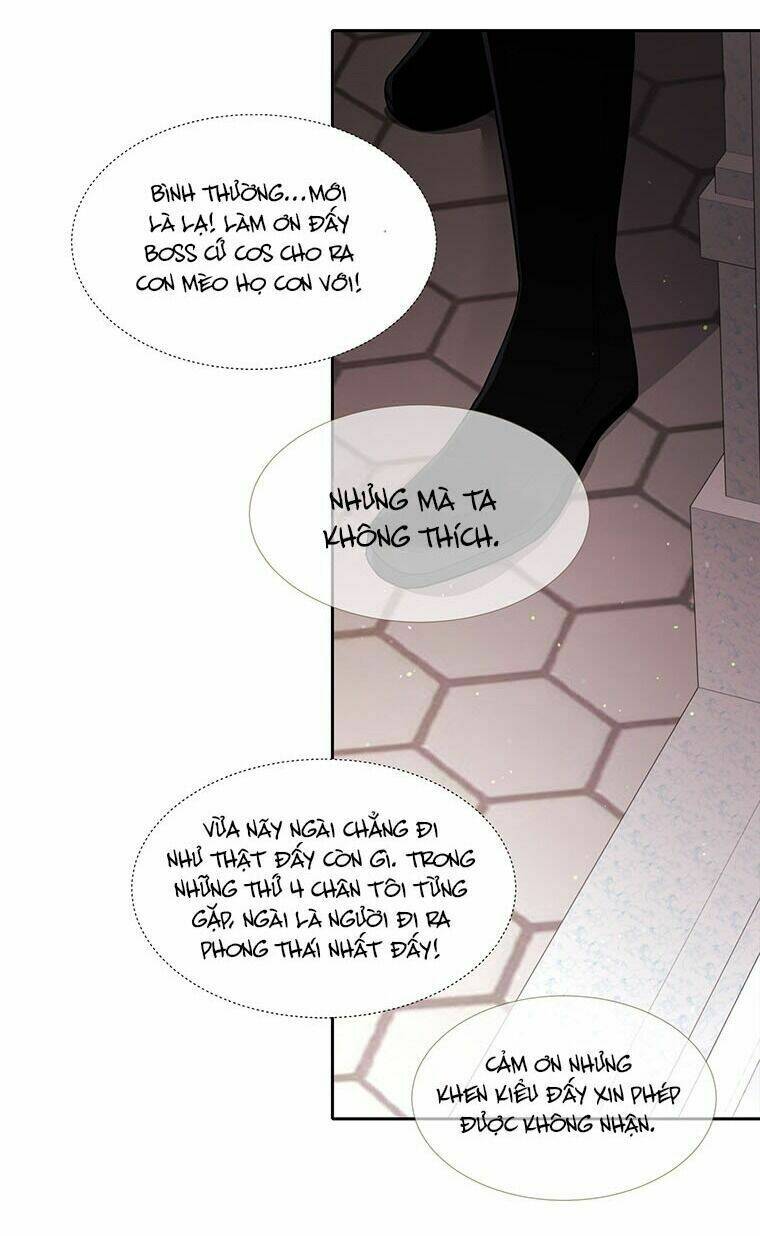 BÌNH THƯỜNG...MỚI
LÀ LẠ! LÀM ƠN ĐẤY
BOSS CỨ COS CHO RA
CON MÈO HỌ CON VỚI!
NHƯNG MÀ TA
KHÔNG THÍCH.
VỪA NÃY NGÀI CHẲNG ĐI
NHƯ THẬT ĐẤY CÒN GÌ. TRONG
NHỮNG THỨ 4 CHÂN TÔI TỪNG
GẶP, NGÀI LÀ NGƯỜI ĐI RA
PHONG THÁI NHẤT ĐẤY!
CẢM ƠN NHƯNG
KHEN KIỂU ĐẤY XIN PHÉP
ĐƯỢC KHÔNG NHẬN.